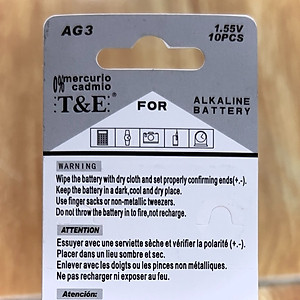 AG3
1.55V
10PCS
0% mercurio
cadmio
T&E
FOR
ALKALINE
BATTERY
WARNING
Wipe the battery with dry cloth and set properly confirming ends(+.-).
Keep the battery in a dark, cool and dry place.
Use finger sacks or non-metallic tweezers.
Do not throw the battery in to fire,not recharge.
ATTENTION
Essuyer avec une serviette sèche et vérifier la polarité (+.-).
Placer dans un lieu sombre et sec.
Enlever avec les doigts ou les pinces non métalliques.
Ne pas recharger ni exposer au feu.
Atención: